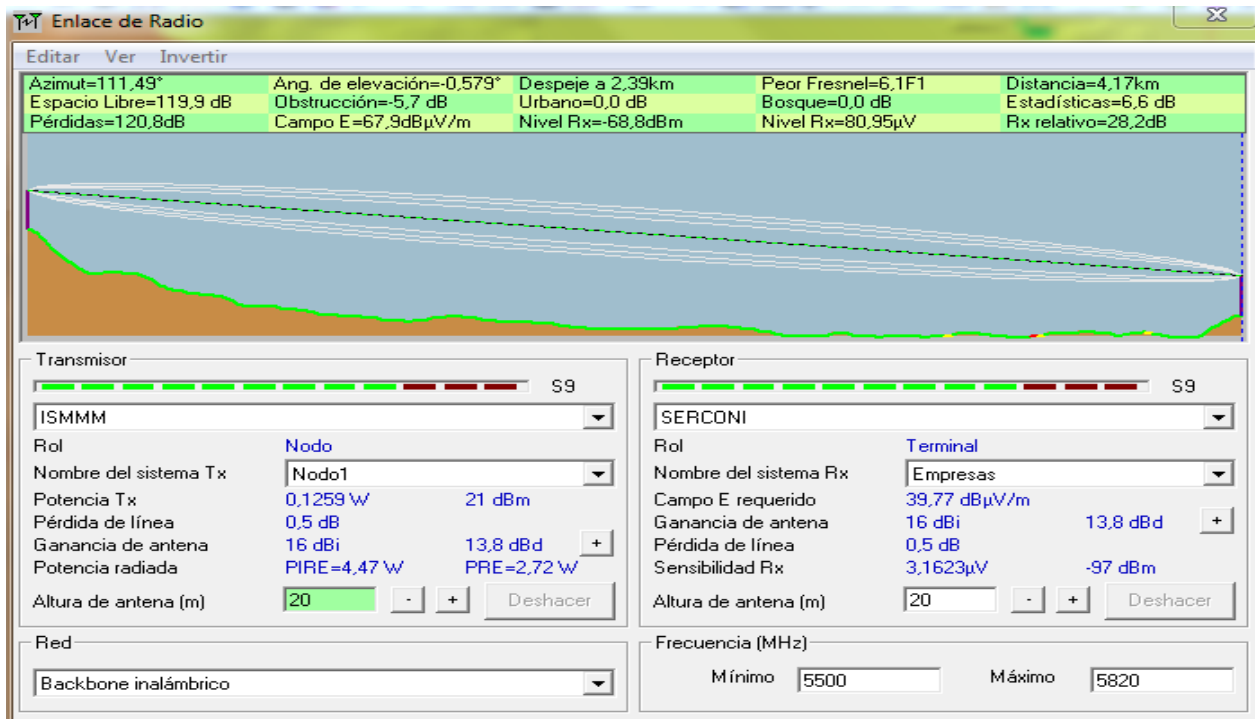 Enlace de Radio
Editar Ver Invertir
Azimut=111,49° Ang. de elevación=-0,579° Despeje a 2,39km Peor Fresnel=6,1F1 Distancia=4,17km
Espacio Libre=119,9 dB Obstrucción=-5,7 dB Urbano=0,0 dB Bosque=0,0 dB Estadísticas=6,6 dB
Pérdidas=120,8dB Campo E=67,9dBµV/m Nivel Rx=-68,8dBm Nivel Rx=80,95µV Rx relativo=28,2dB
Transmisor
S9
ISMMM
Rol Nodo
Nombre del sistema Tx Nodo1
Potencia Tx 0,1259 W 21 dBm
Pérdida de línea 0,5 dB
Ganancia de antena 16 dBi 13,8 dBd +
Potencia radiada PIRE=4,47 W PRE=2,72 W
Altura de antena (m) 20 - + Deshacer
Red
Backbone inalámbrico
Receptor
S9
SERCONI
Rol Terminal
Nombre del sistema Rx Empresas
Campo E requerido 39,77 dBµV/m
Ganancia de antena 16 dBi 13,8 dBd +
Pérdida de línea 0,5 dB
Sensibilidad Rx 3,1623µV -97 dBm
Altura de antena (m) 20 - + Deshacer
Frecuencia (MHz)
Mínimo 5500 Máximo 5820